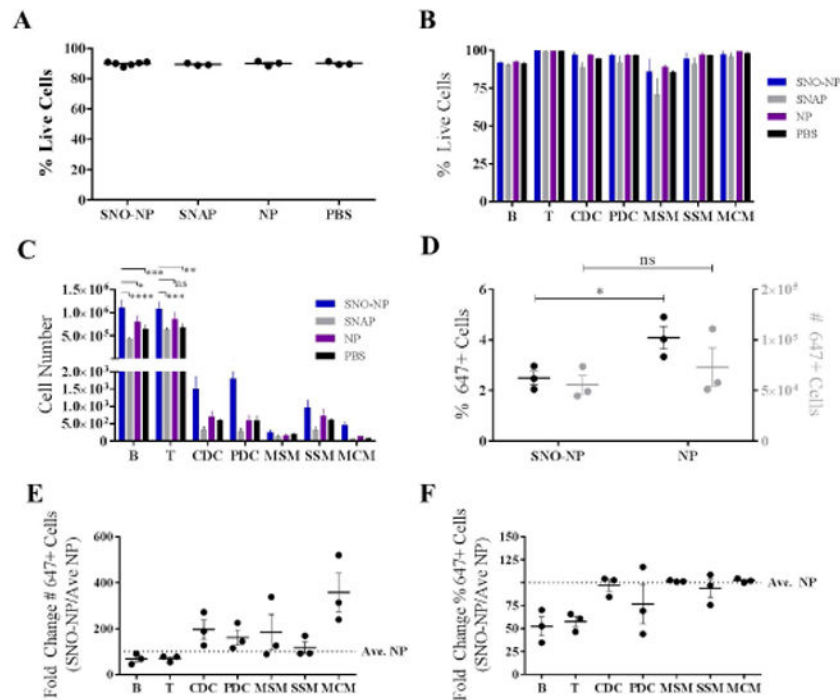 A
% Live Cells
100
80
60
40
20
0
SNO-NP SNAP NP PBS
B
% Live Cells
100
75
50
25
0
B T CDC PDC MSM SSM MCM
SNO-NP
SNAP
NP
PBS
C
Cell Number
*** **
* ns
**** ***
1.5×10⁶
1.0×10⁶
5.0×10⁵
2.0×10³
1.5×10³
1.0×10³
5.0×10²
0
B T CDC PDC MSM SSM MCM
SNO-NP
SNAP
NP
PBS
D
ns
*
% 647+ Cells
6
4
2
0
1×10⁵
5×10⁴
0
# 647+ Cells
SNO-NP NP
E
Fold Change # 647+ Cells
(SNO-NP/Ave NP)
600
400
200
0
Ave. NP
B T CDC PDC MSM SSM MCM
F
Fold Change % 647+ Cells
(SNO-NP/Ave NP)
150
125
100
75
50
25
0
Ave. NP
B T CDC PDC MSM SSM MCM